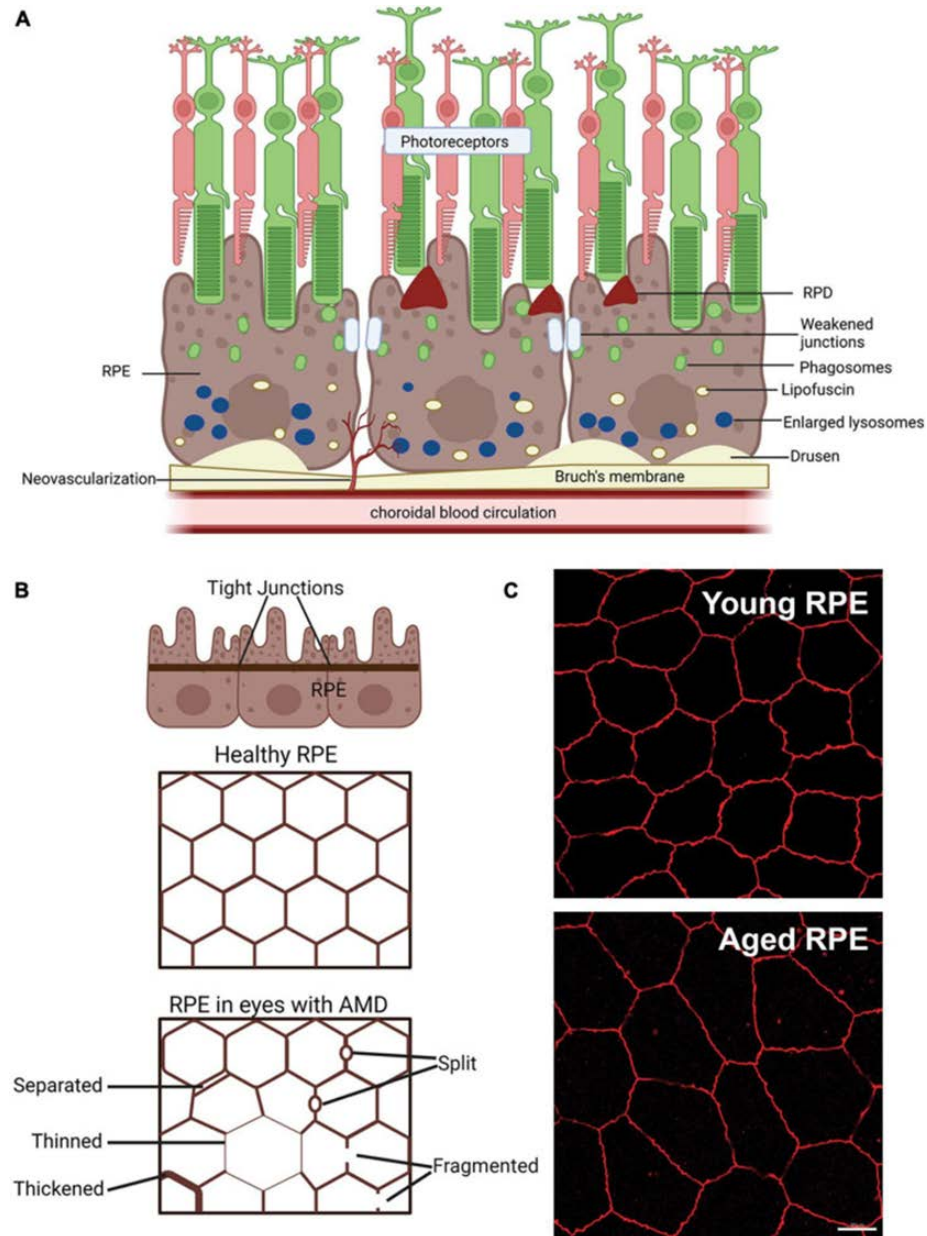 A
Photoreceptors
RPD
Weakened
junctions
Phagosomes
RPE
Lipofuscin
Enlarged lysosomes
Drusen
Neovascularization
Bruch's membrane
choroidal blood circulation
B
Tight Junctions
RPE
Healthy RPE
RPE in eyes with AMD
Split
Separated
Thinned
Fragmented
Thickened
C
Young RPE
Aged RPE